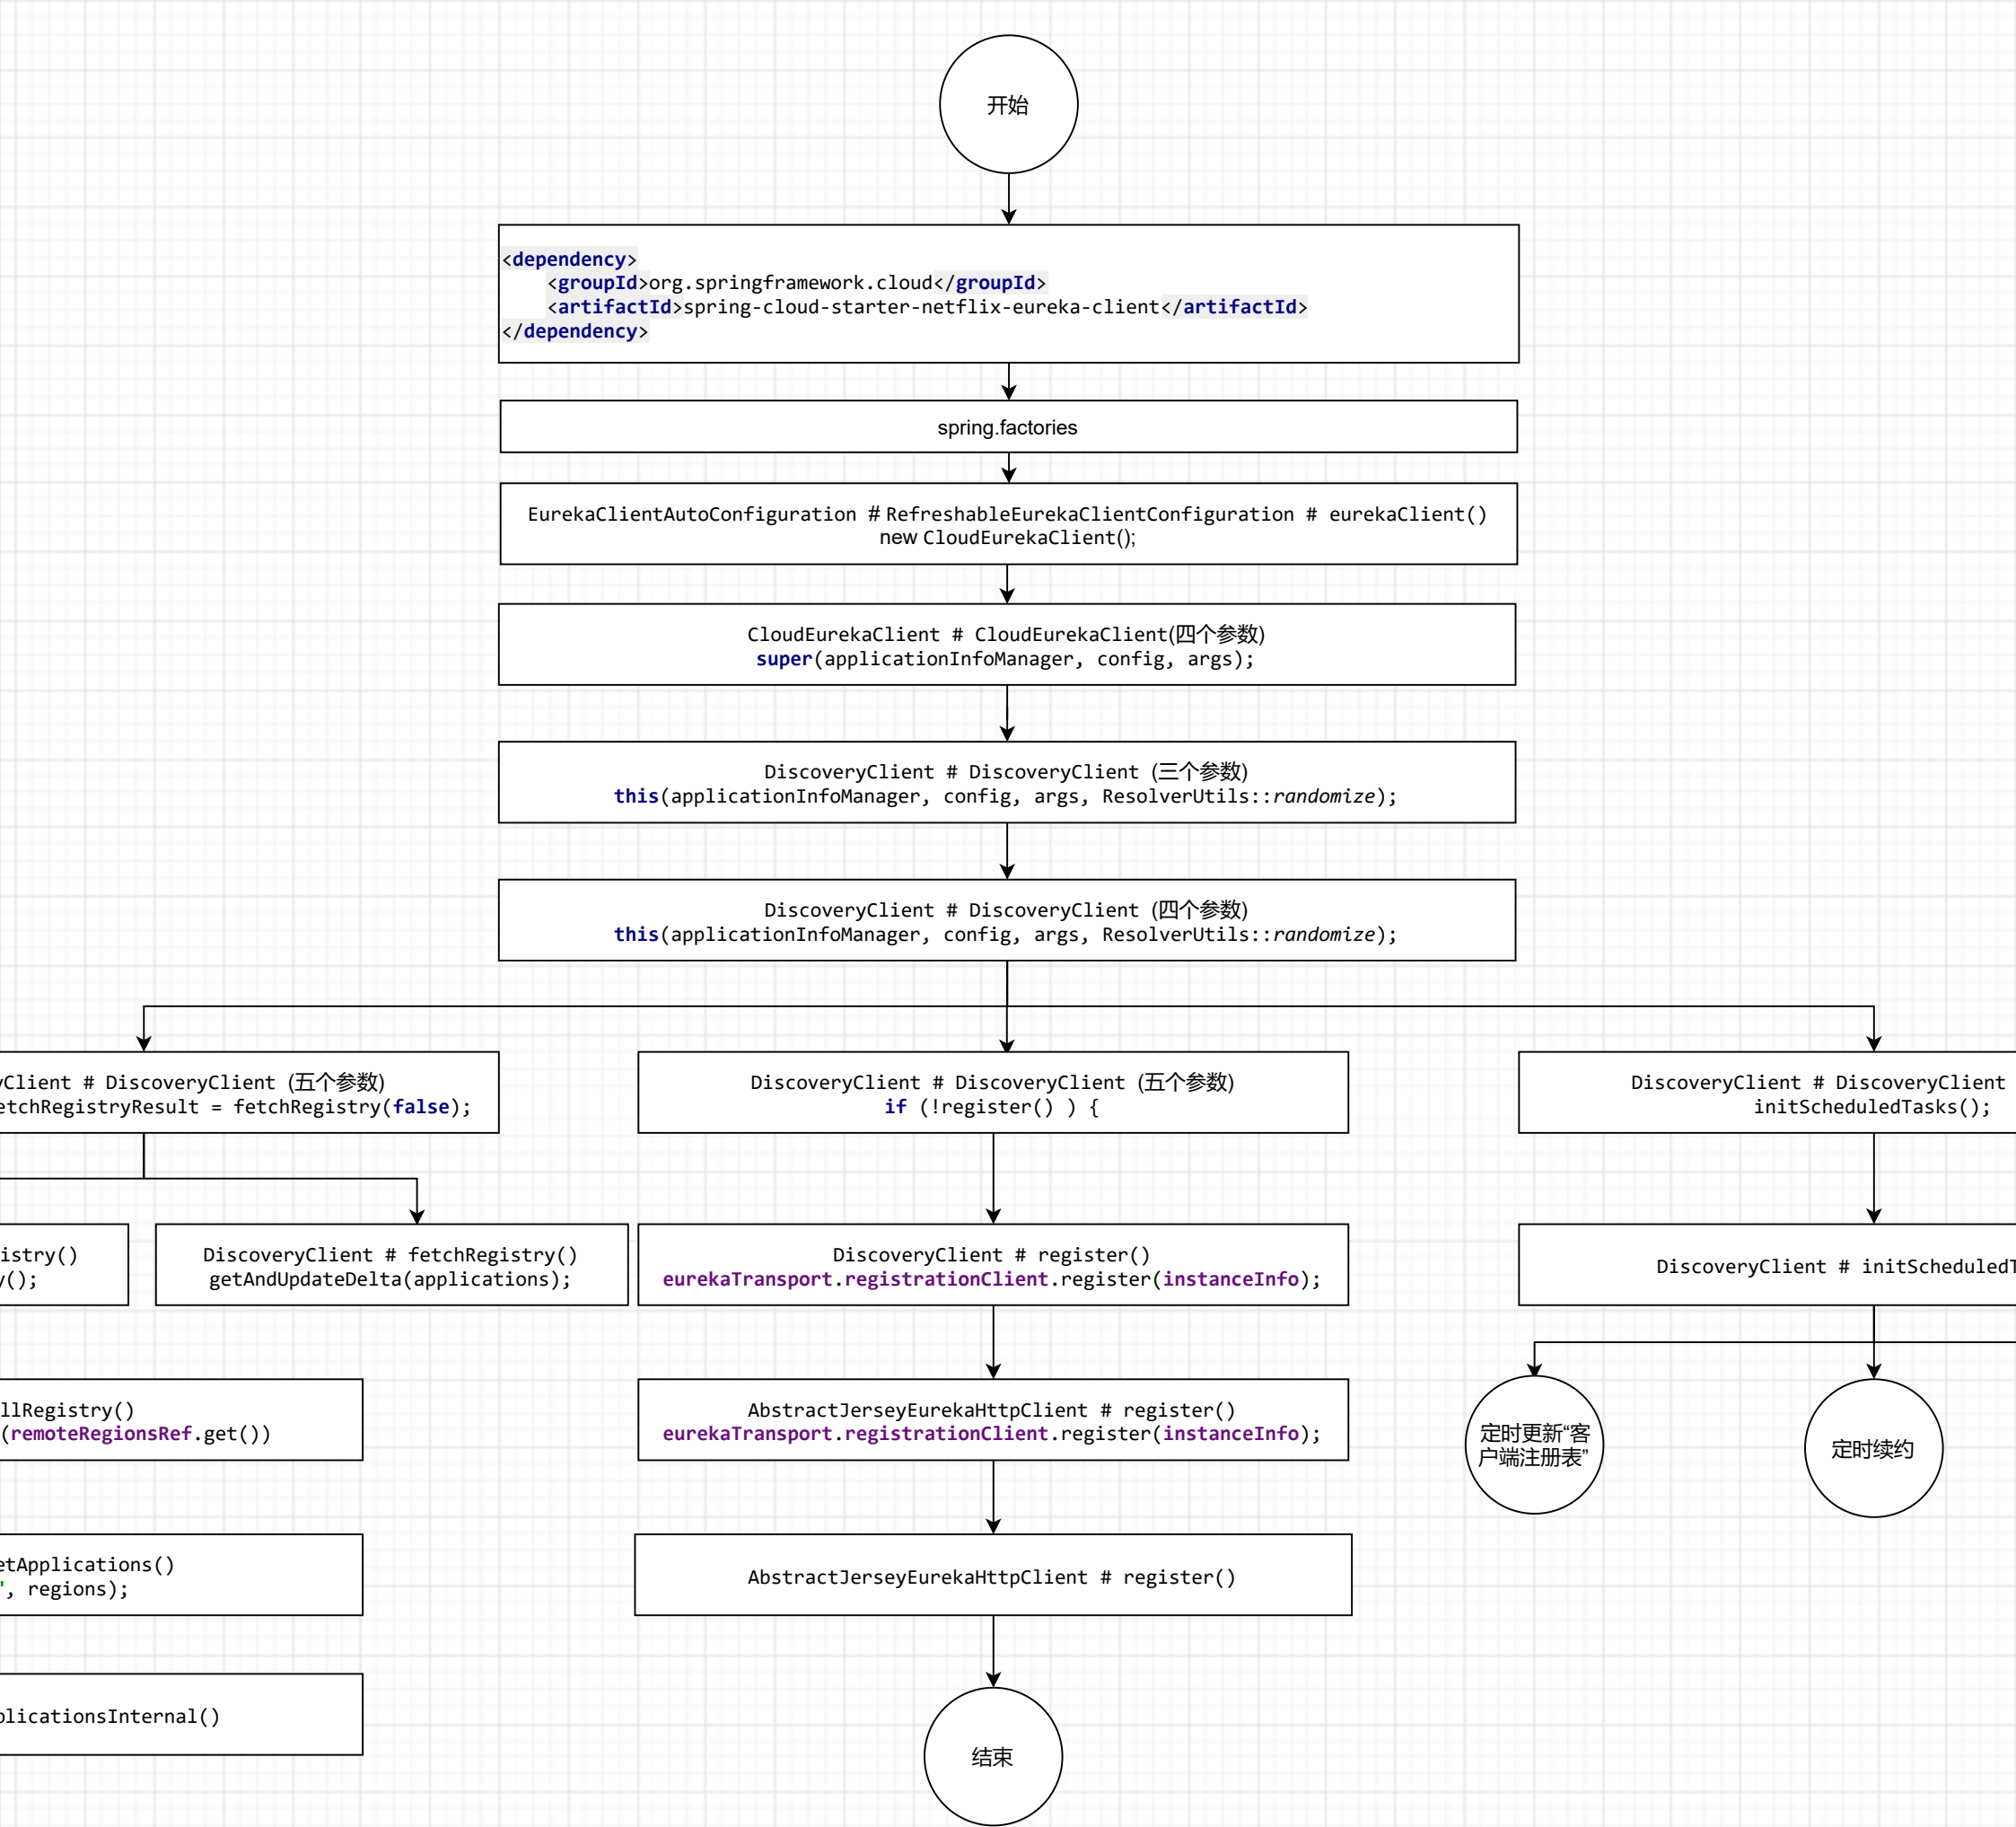 开始
<dependency>
<groupId>org.springframework.cloud</groupId>
<artifactId>spring-cloud-starter-netflix-eureka-client</artifactId>
</dependency>
spring.factories
EurekaClientAutoConfiguration # RefreshableEurekaClientConfiguration # eurekaClient()
new CloudEurekaClient();
CloudEurekaClient # CloudEurekaClient(四个参数)
super(applicationInfoManager, config, args);
DiscoveryClient # DiscoveryClient (三个参数)
this(applicationInfoManager, config, args, ResolverUtils::randomize);
DiscoveryClient # DiscoveryClient (四个参数)
this(applicationInfoManager, config, args, ResolverUtils::randomize);
yClient # DiscoveryClient (五个参数)
etchRegistryResult = fetchRegistry(false);
DiscoveryClient # DiscoveryClient (五个参数)
if (!register() ) {
DiscoveryClient # DiscoveryClient
initScheduledTasks();
istry()
y();
DiscoveryClient # fetchRegistry()
getAndUpdateDelta(applications);
DiscoveryClient # register()
eurekaTransport.registrationClient.register(instanceInfo);
DiscoveryClient # initScheduledT
llRegistry()
(remoteRegionsRef.get())
AbstractJerseyEurekaHttpClient # register()
eurekaTransport.registrationClient.register(instanceInfo);
定时更新“客
户端注册表”
定时续约
etApplications()
", regions);
AbstractJerseyEurekaHttpClient # register()
plicationsInternal()
结束